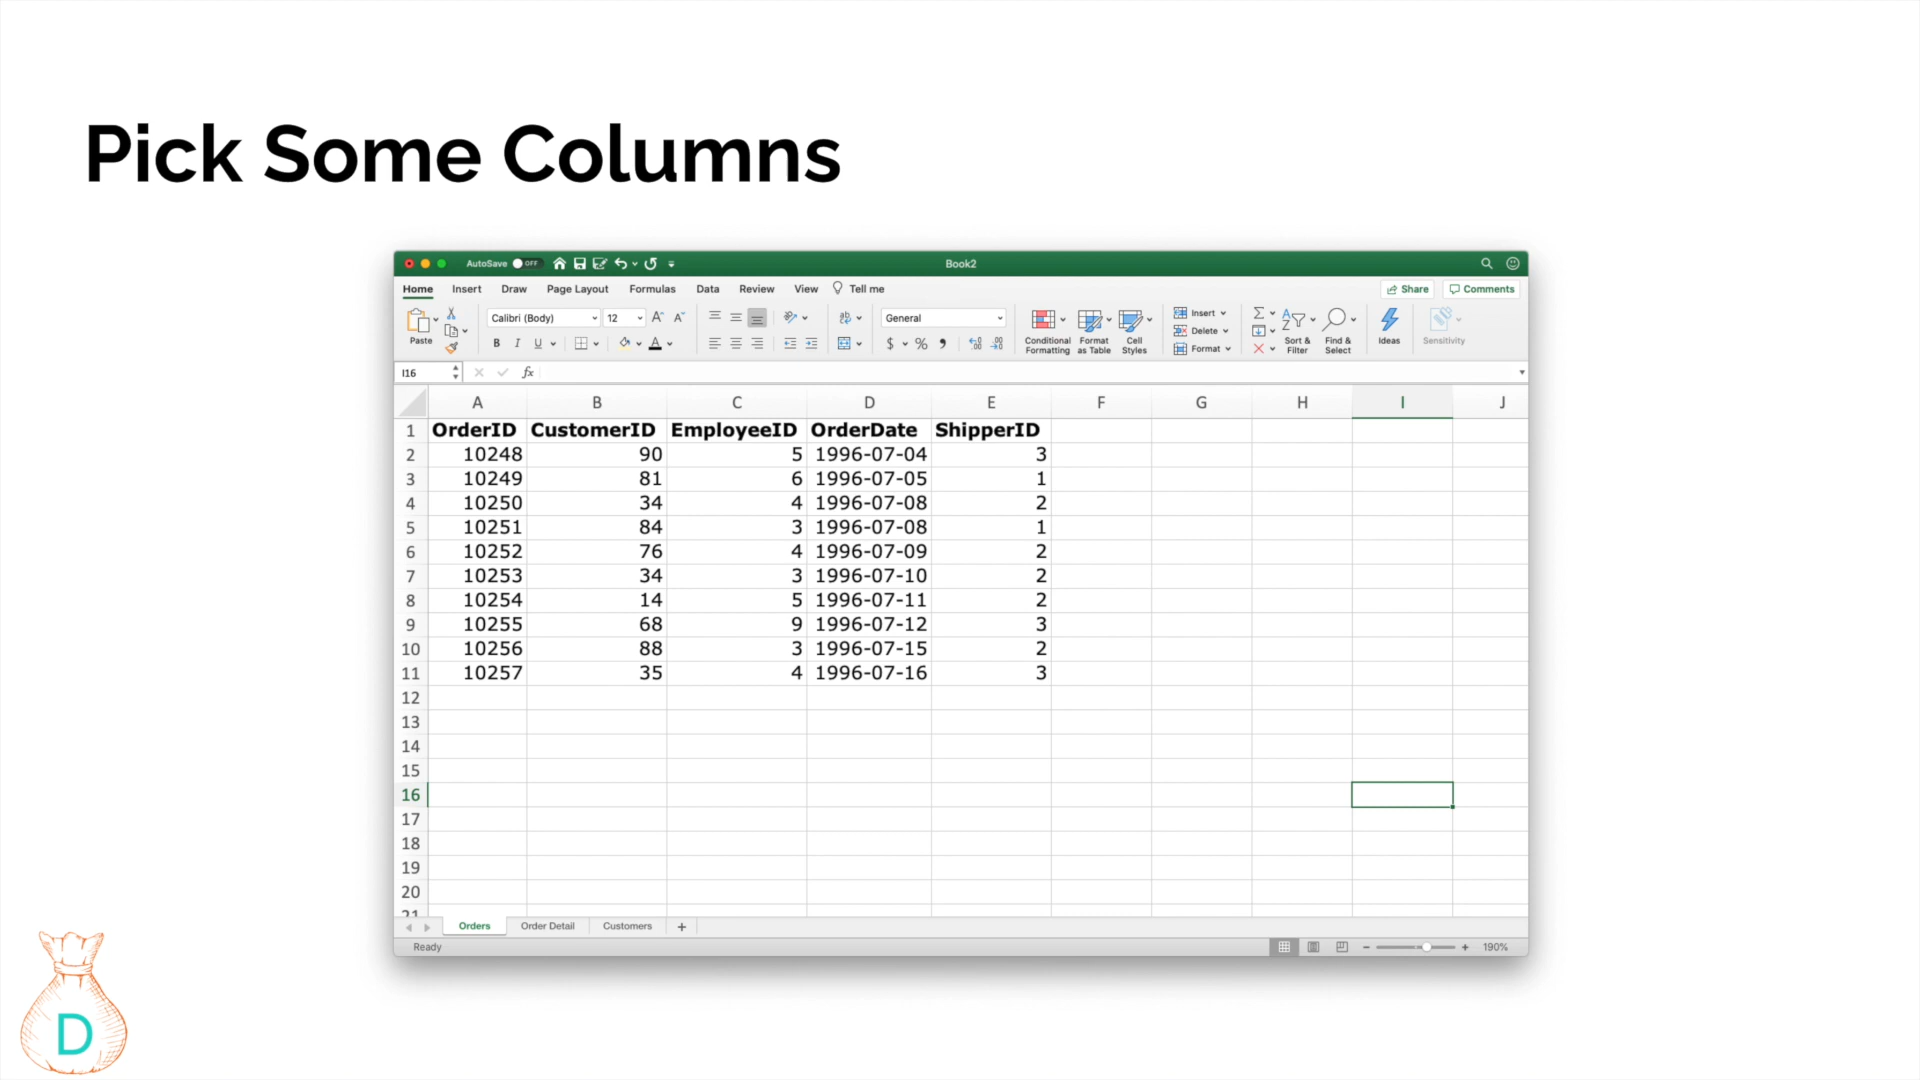 Pick Some Columns
AutoSave OFF Book2
Home Insert Draw Page Layout Formulas Data Review View Tell me Share Comments
Paste Calibri (Body) 12 A A General Conditional Formatting Format as Table Cell Styles Insert Delete Format Sort & Filter Find & Select Ideas Sensitivity
B I U A $ % ,
I16 fx
A B C D E F G H I J
1 OrderID CustomerID EmployeeID OrderDate ShipperID
2 10248 90 5 1996-07-04 3
3 10249 81 6 1996-07-05 1
4 10250 34 4 1996-07-08 2
5 10251 84 3 1996-07-08 1
6 10252 76 4 1996-07-09 2
7 10253 34 3 1996-07-10 2
8 10254 14 5 1996-07-11 2
9 10255 68 9 1996-07-12 3
10 10256 88 3 1996-07-15 2
11 10257 35 4 1996-07-16 3
12
13
14
15
16
17
18
19
20
21
Orders Order Detail Customers +
Ready 190%
D